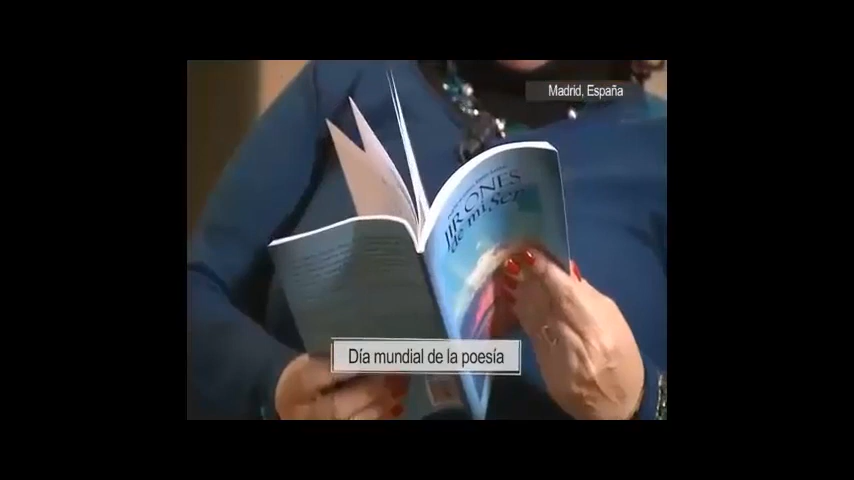 Madrid, España
JIRONES
de mi Ser
Día mundial de la poesía